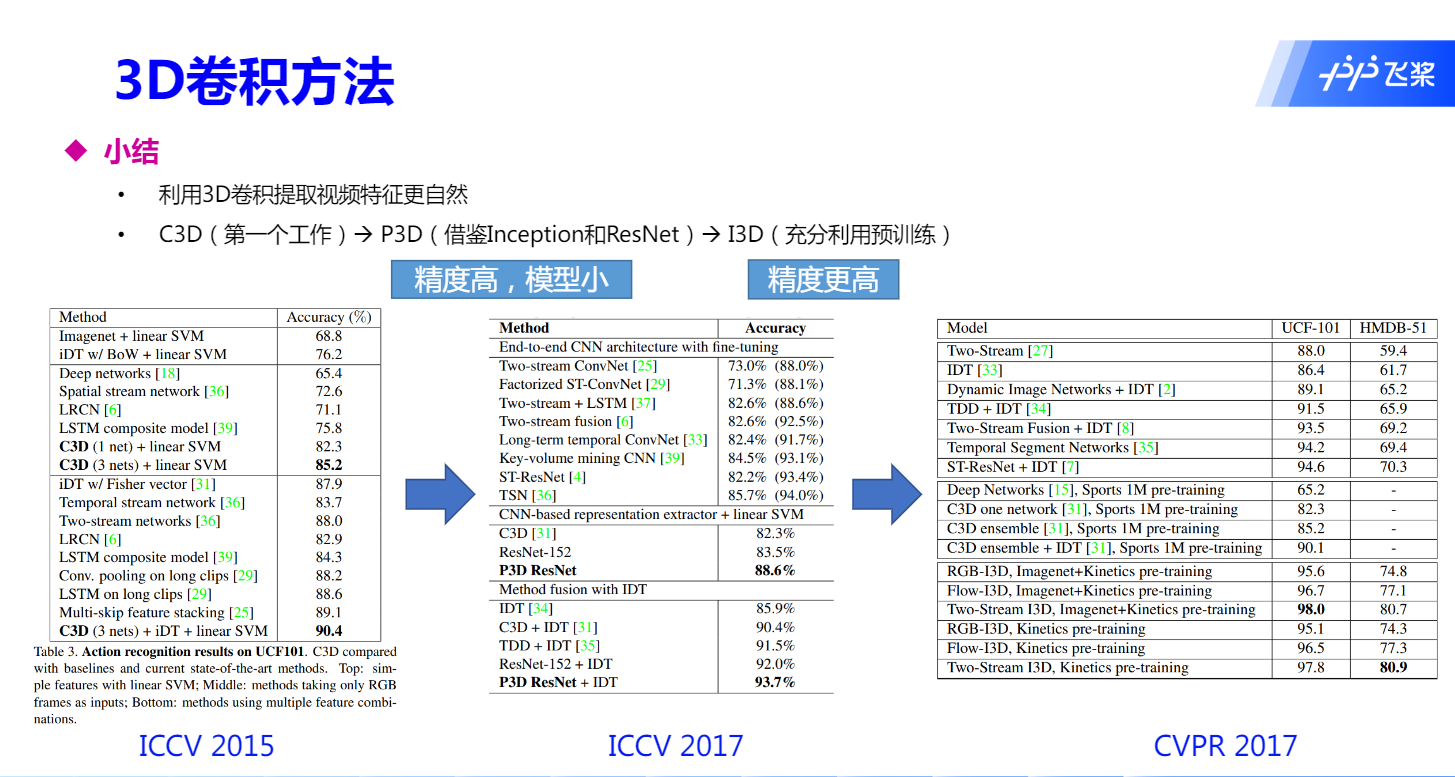 3D卷积方法
飞桨
◆ 小结
• 利用3D卷积提取视频特征更自然
• C3D（第一个工作）→ P3D（借鉴Inception和ResNet）→ I3D（充分利用预训练）
精度高，模型小
精度更高
Method Accuracy (%)
Imagenet + linear SVM 68.8
iDT w/ BoW + linear SVM 76.2
Deep networks [18] 65.4
Spatial stream network [36] 72.6
LRCN [6] 71.1
LSTM composite model [39] 75.8
C3D (1 net) + linear SVM 82.3
C3D (3 nets) + linear SVM 85.2
iDT w/ Fisher vector [31] 87.9
Temporal stream network [36] 83.7
Two-stream networks [36] 88.0
LRCN [6] 82.9
LSTM composite model [39] 84.3
Conv. pooling on long clips [29] 88.2
LSTM on long clips [29] 88.6
Multi-skip feature stacking [25] 89.1
C3D (3 nets) + iDT + linear SVM 90.4
Table 3. Action recognition results on UCF101. C3D compared
with baselines and current state-of-the-art methods. Top: sim-
ple features with linear SVM; Middle: methods taking only RGB
frames as inputs; Bottom: methods using multiple feature combi-
nations.
ICCV 2015
Method Accuracy
End-to-end CNN architecture with fine-tuning
Two-stream ConvNet [25] 73.0% (88.0%)
Factorized ST-ConvNet [29] 71.3% (88.1%)
Two-stream + LSTM [37] 82.6% (88.6%)
Two-stream fusion [6] 82.6% (92.5%)
Long-term temporal ConvNet [33] 82.4% (91.7%)
Key-volume mining CNN [39] 84.5% (93.1%)
ST-ResNet [4] 82.2% (93.4%)
TSN [36] 85.7% (94.0%)
CNN-based representation extractor + linear SVM
C3D [31] 82.3%
ResNet-152 83.5%
P3D ResNet 88.6%
Method fusion with IDT
IDT [34] 85.9%
C3D + IDT [31] 90.4%
TDD + IDT [35] 91.5%
ResNet-152 + IDT 92.0%
P3D ResNet + IDT 93.7%
ICCV 2017
Model UCF-101 HMDB-51
Two-Stream [27] 88.0 59.4
IDT [33] 86.4 61.7
Dynamic Image Networks + IDT [2] 89.1 65.2
TDD + IDT [34] 91.5 65.9
Two-Stream Fusion + IDT [8] 93.5 69.2
Temporal Segment Networks [35] 94.2 69.4
ST-ResNet + IDT [7] 94.6 70.3
Deep Networks [15], Sports 1M pre-training 65.2 -
C3D one network [31], Sports 1M pre-training 82.3 -
C3D ensemble [31], Sports 1M pre-training 85.2 -
C3D ensemble + IDT [31], Sports 1M pre-training 90.1 -
RGB-I3D, Imagenet+Kinetics pre-training 95.6 74.8
Flow-I3D, Imagenet+Kinetics pre-training 96.7 77.1
Two-Stream I3D, Imagenet+Kinetics pre-training 98.0 80.7
RGB-I3D, Kinetics pre-training 95.1 74.3
Flow-I3D, Kinetics pre-training 96.5 77.3
Two-Stream I3D, Kinetics pre-training 97.8 80.9
CVPR 2017